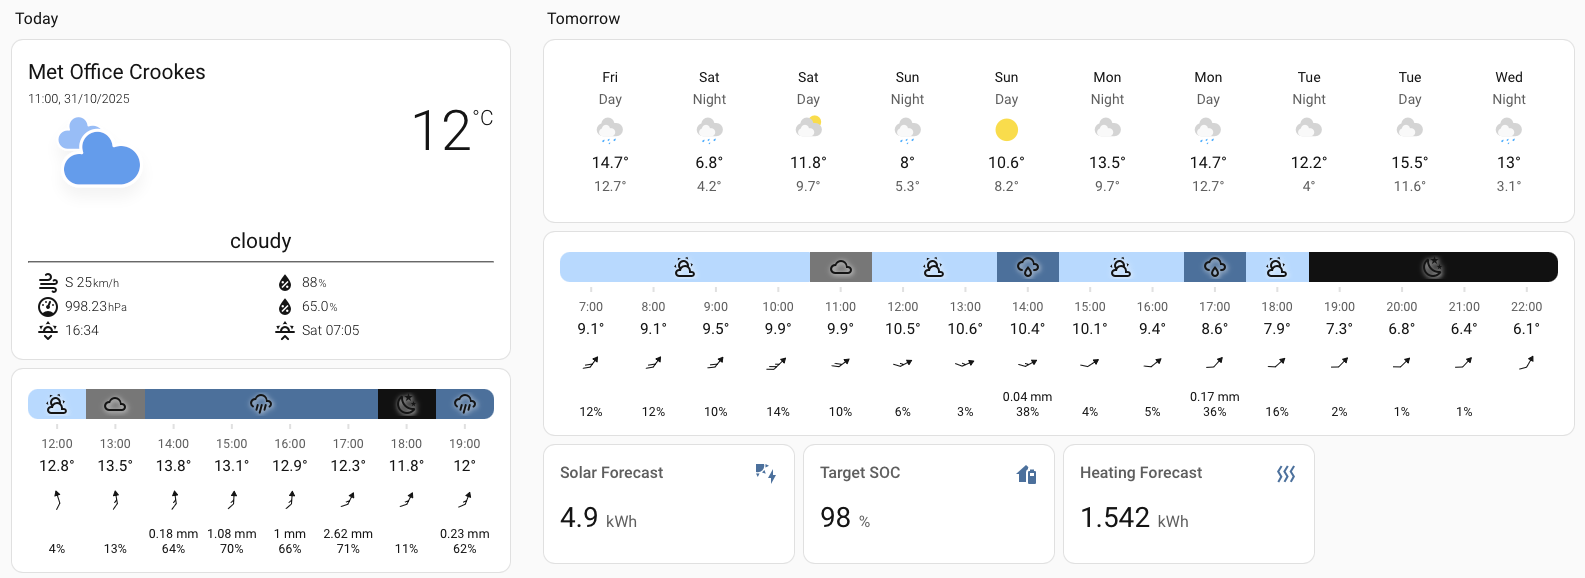 Today
Met Office Crookes
11:00, 31/10/2025
12 °C
cloudy
S 25km/h 88%
998.23hPa 65.0%
16:34 Sat 07:05
12:00 13:00 14:00 15:00 16:00 17:00 18:00 19:00
12.8° 13.5° 13.8° 13.1° 12.9° 12.3° 11.8° 12°
0.18 mm 1.08 mm 1 mm 2.62 mm 0.23 mm
4% 13% 64% 70% 66% 71% 11% 62%
Tomorrow
Fri Sat Sat Sun Sun Mon Mon Tue Tue Wed
Day Night Day Night Day Night Day Night Day Night
14.7° 6.8° 11.8° 8° 10.6° 13.5° 14.7° 12.2° 15.5° 13°
12.7° 4.2° 9.7° 5.3° 8.2° 9.7° 12.7° 4° 11.6° 3.1°
7:00 8:00 9:00 10:00 11:00 12:00 13:00 14:00 15:00 16:00 17:00 18:00 19:00 20:00 21:00 22:00
9.1° 9.1° 9.5° 9.9° 9.9° 10.5° 10.6° 10.4° 10.1° 9.4° 8.6° 7.9° 7.3° 6.8° 6.4° 6.1°
0.04 mm 0.17 mm
12% 12% 10% 14% 10% 6% 3% 38% 4% 5% 36% 16% 2% 1% 1%
Solar Forecast
4.9 kWh
Target SOC
98 %
Heating Forecast
1.542 kWh